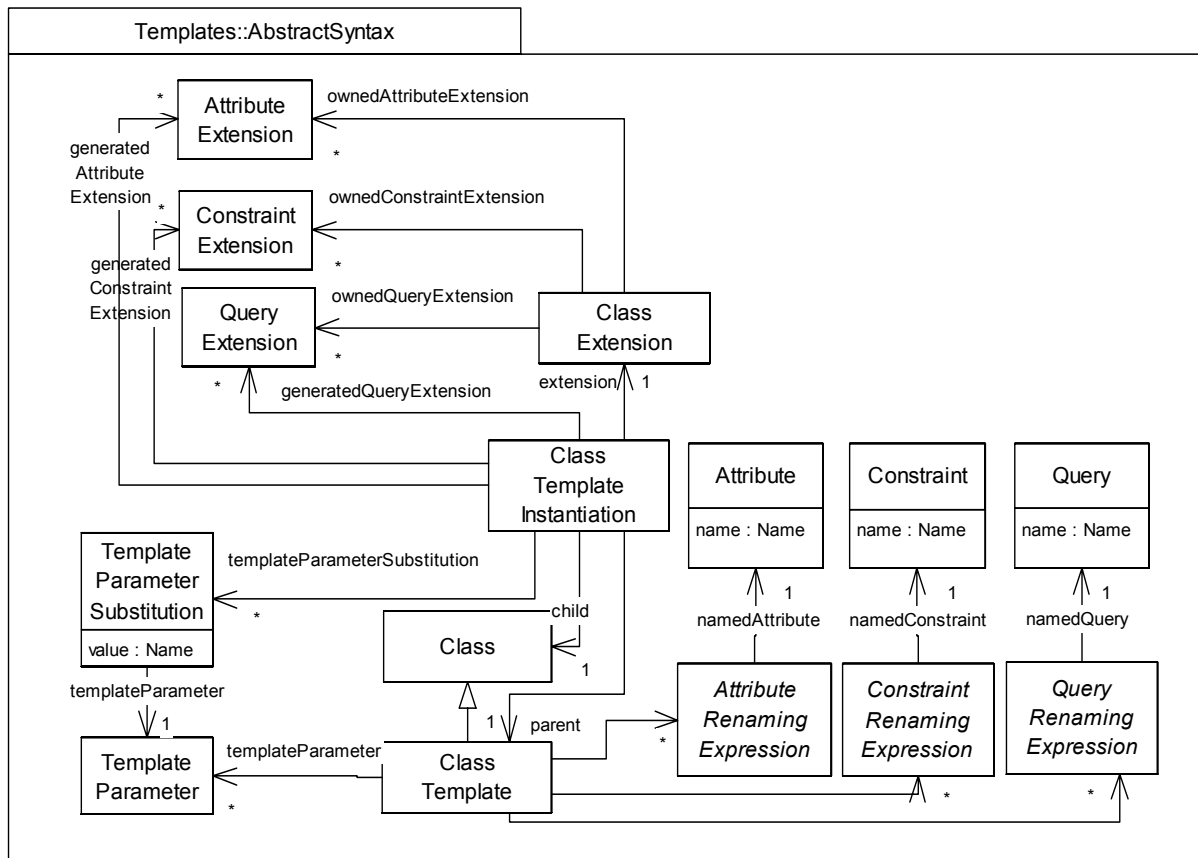 Templates::AbstractSyntax
*
Attribute
Extension
ownedAttributeExtension
*
generated
Attribute
Extension
*
Constraint
Extension
ownedConstraintExtension
*
generated
Constraint
Extension
Query
Extension
ownedQueryExtension
*
Class
Extension
*
generatedQueryExtension
extension
1
Class
Template
Instantiation
Attribute
name : Name
Constraint
name : Name
Query
name : Name
Template
Parameter
Substitution
value : Name
templateParameterSubstitution
*
child
1
Class
1
namedAttribute
1
namedConstraint
1
namedQuery
templateParameter
1
1
parent
*
Attribute
Renaming
Expression
Constraint
Renaming
Expression
Query
Renaming
Expression
Template
Parameter
templateParameter
*
Class
Template
*
*